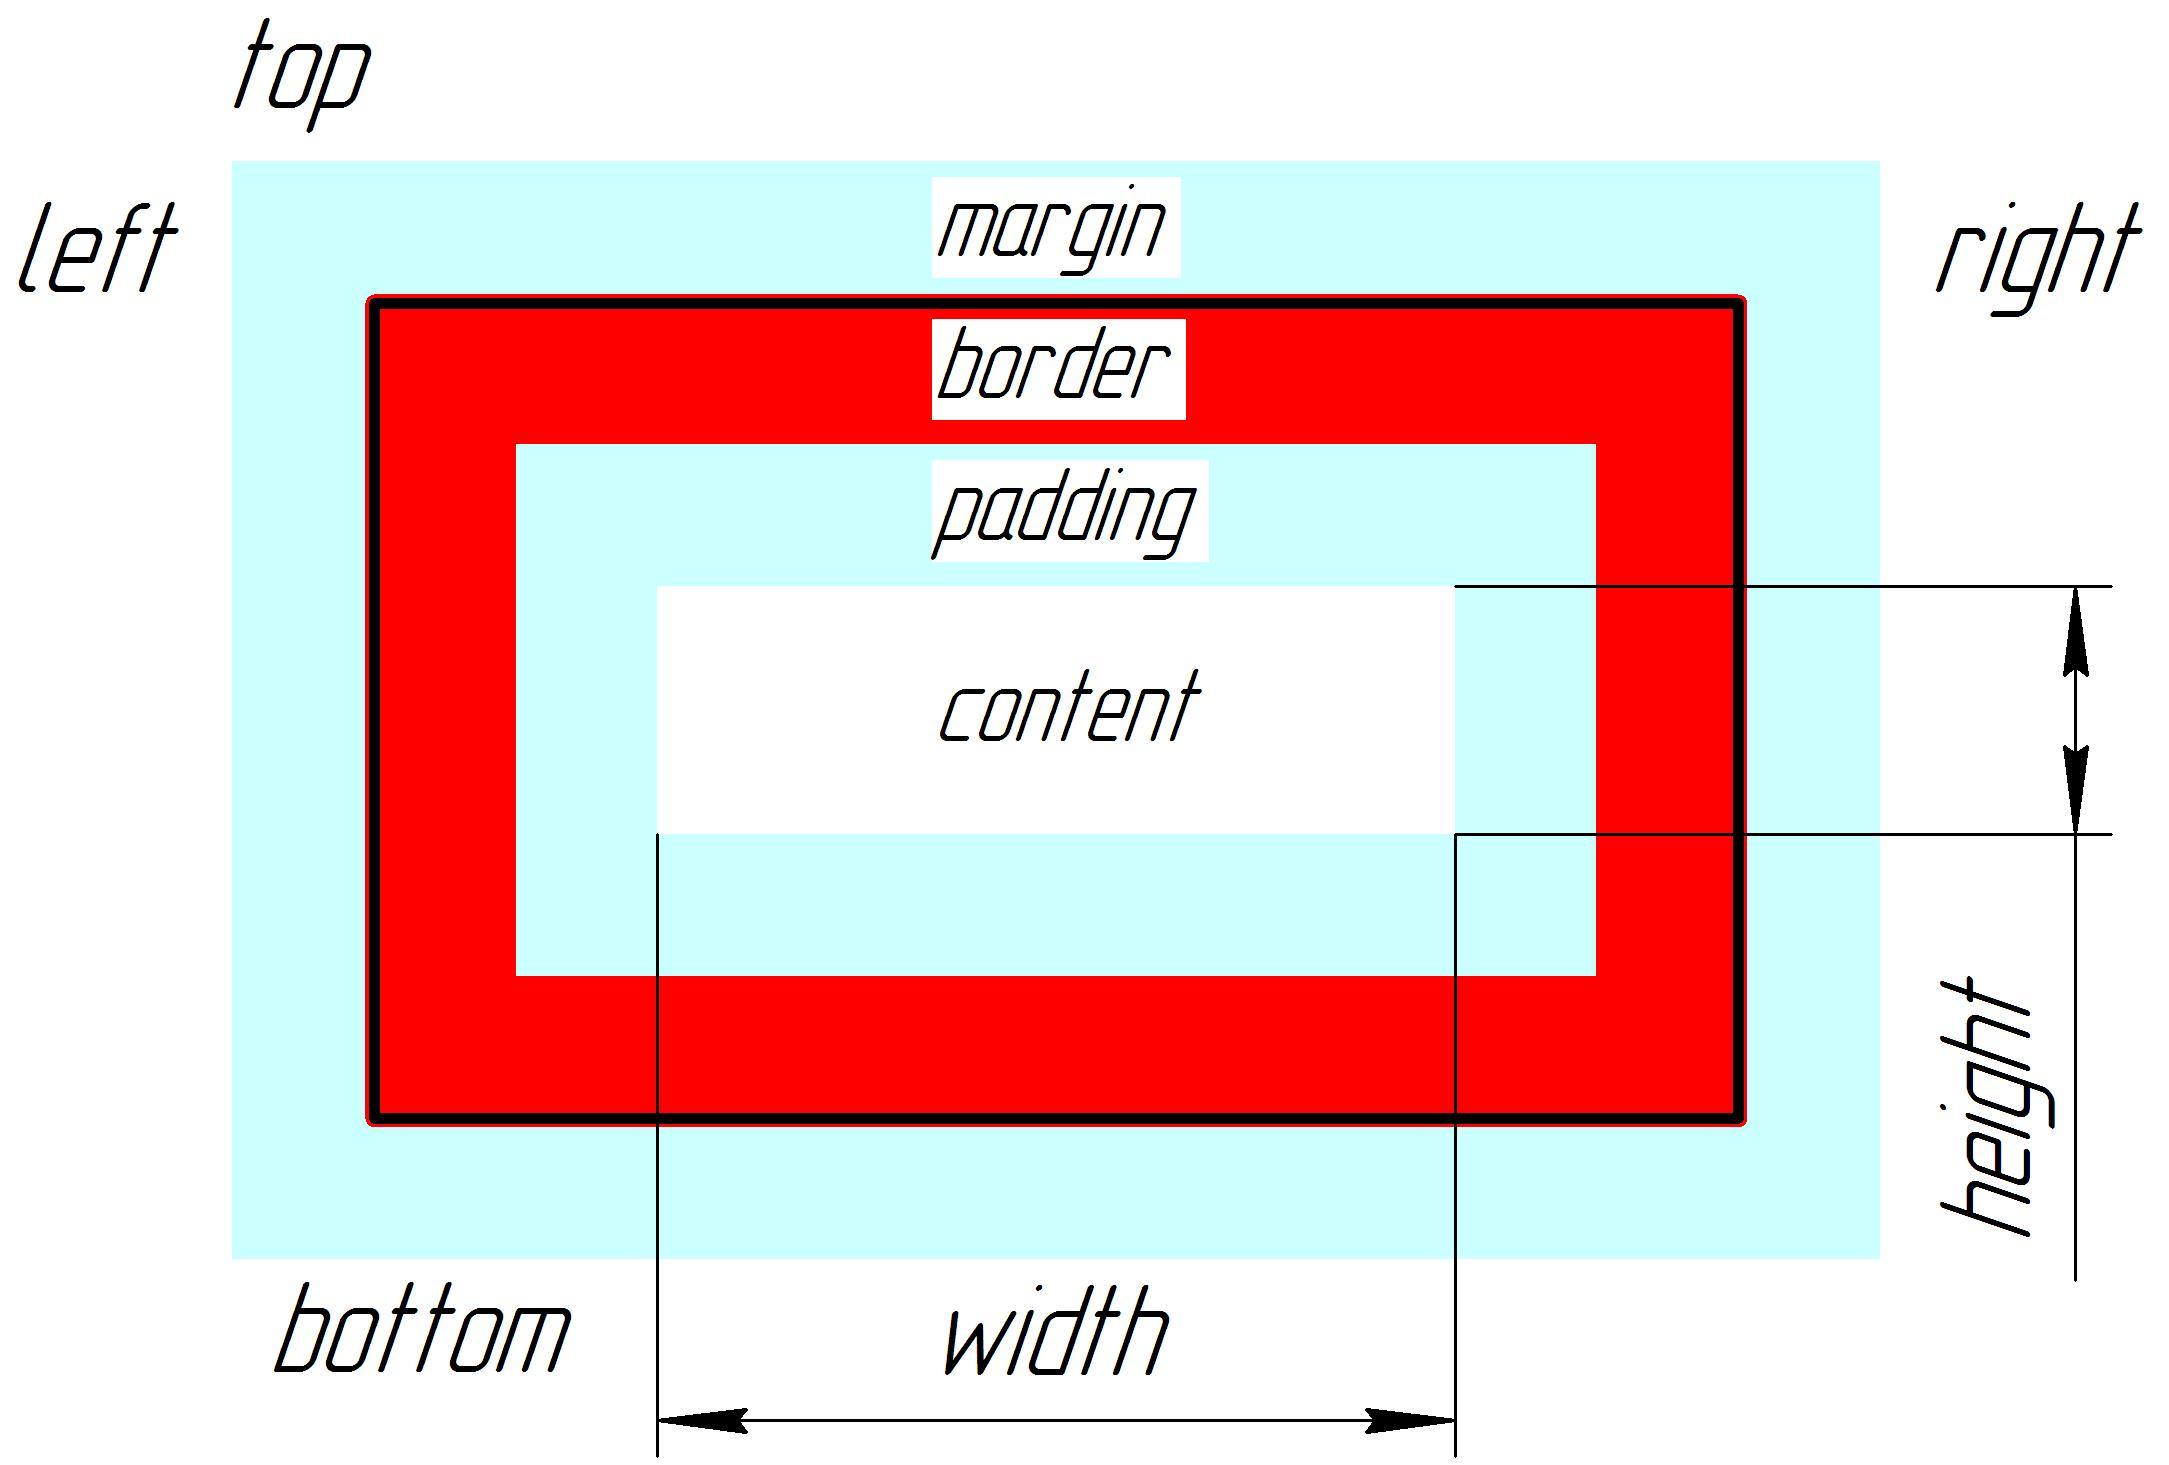 top
left
margin
right
border
padding
content
height
bottom
width